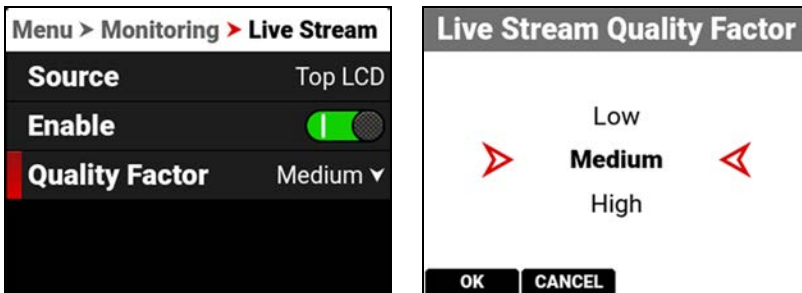 Menu > Monitoring > Live Stream
Source Top LCD
Enable
Quality Factor Medium
Live Stream Quality Factor
Low
Medium
High
OK CANCEL